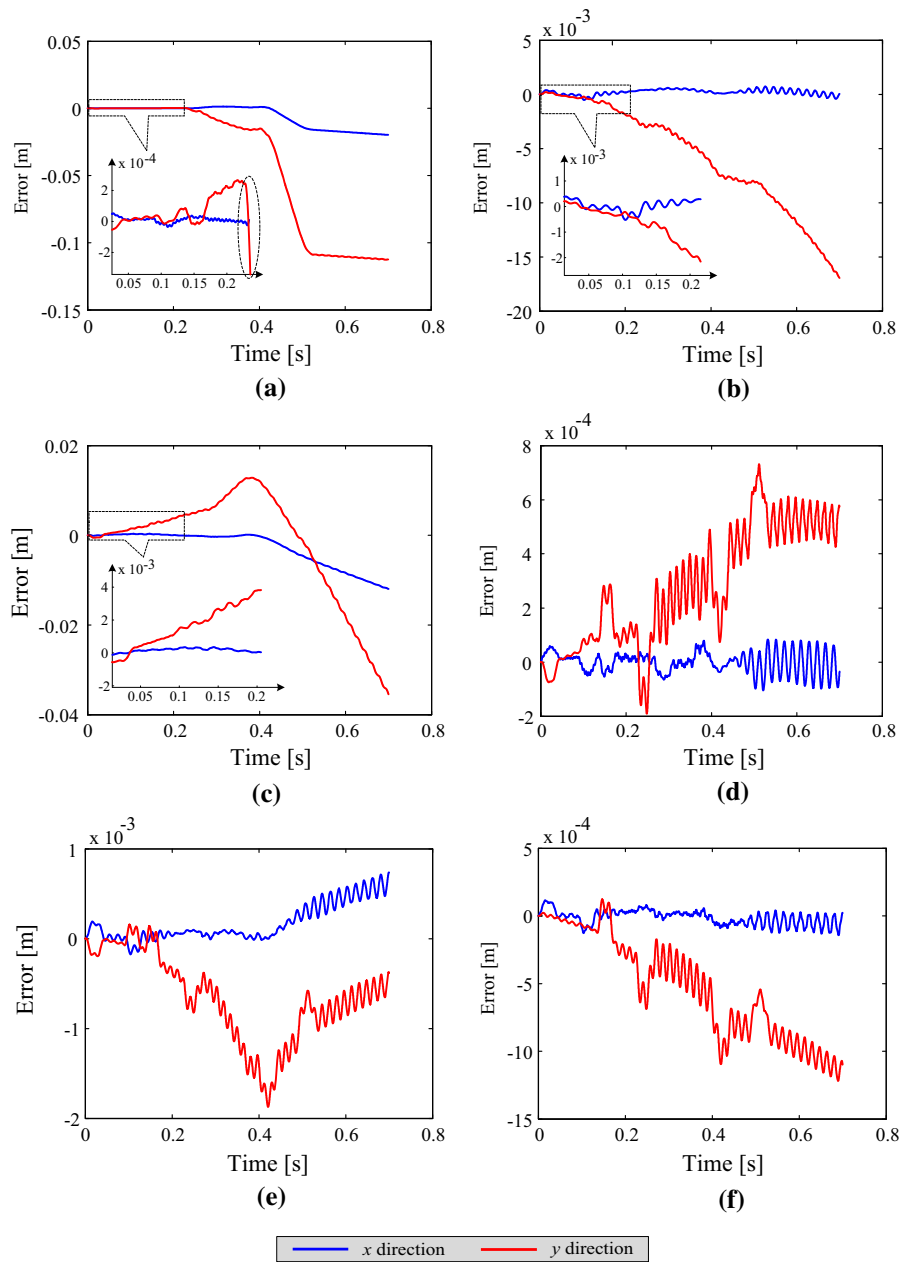 0.05
0
-0.05
-0.1
-0.15
Error [m]
x 10-4
2
0
-2
0.05 0.1 0.15 0.2
0 0.2 0.4 0.6 0.8
Time [s]
(a)
x 10-3
5
0
-5
-10
-15
-20
Error [m]
x 10-3
1
0
-1
-2
0.05 0.1 0.15 0.2
0 0.2 0.4 0.6 0.8
Time [s]
(b)
0.02
0
-0.02
-0.04
Error [m]
x 10-3
4
2
0
-2
0.05 0.1 0.15 0.2
0 0.2 0.4 0.6 0.8
Time [s]
(c)
x 10-4
8
6
4
2
0
-2
Error [m]
0 0.2 0.4 0.6 0.8
Time [s]
(d)
x 10-3
1
0
-1
-2
Error [m]
0 0.2 0.4 0.6 0.8
Time [s]
(e)
x 10-4
5
0
-5
-10
-15
Error [m]
0 0.2 0.4 0.6 0.8
Time [s]
(f)
x direction y direction